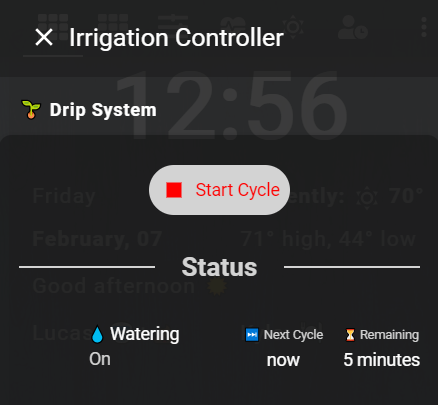 Irrigation Controller
12:56
Drip System
Start Cycle
Friday
ently: 70°
February, 07
71° high, 44° low
Status
Good afternoon
Lucas
Watering
On
Next Cycle
now
Remaining
5 minutes